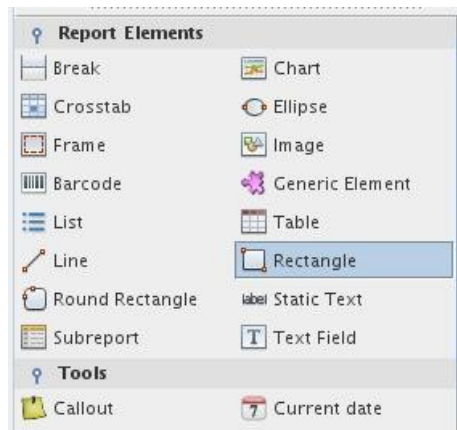 Report Elements
Break Chart
Crosstab Ellipse
Frame Image
Barcode Generic Element
List Table
Line Rectangle
Round Rectangle label Static Text
Subreport T Text Field
Tools
Callout 7 Current date